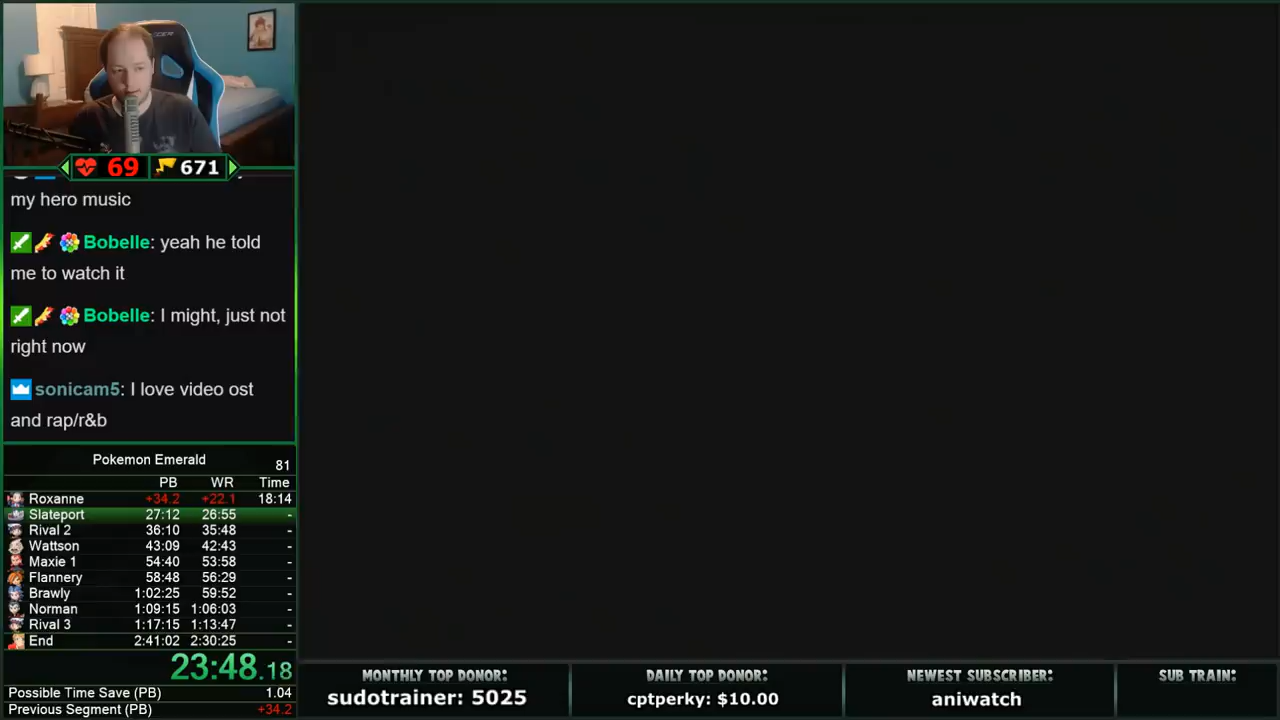 69 671
my hero music
Bobelle: yeah he told
me to watch it
Bobelle: I might, just not
right now
sonicam5: I love video ost
and rap/r&b
Pokemon Emerald 81
PB WR Time
Roxanne +34.2 +22.1 18:14
Slateport 27:12 26:55 -
Rival 2 36:10 35:48 -
Wattson 43:09 42:43 -
Maxie 1 54:40 53:58 -
Flannery 58:48 56:29 -
Brawly 1:02:25 59:52 -
Norman 1:09:15 1:06:03 -
Rival 3 1:17:15 1:13:47 -
End 2:41:02 2:30:25 -
23:48.18
Possible Time Save (PB) 1.04
Previous Segment (PB) +34.2
MONTHLY TOP DONOR:
sudotrainer: 5025
DAILY TOP DONOR:
cptperky: $10.00
NEWEST SUBSCRIBER:
aniwatch
SUB TRAIN: